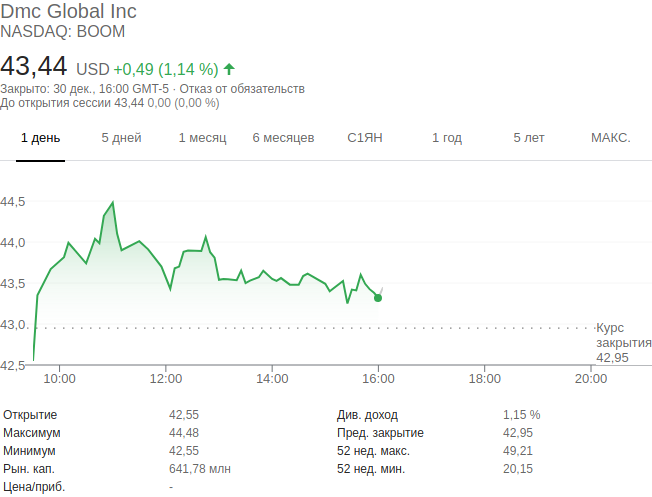 Dmc Global Inc
NASDAQ: BOOM
43,44 USD +0,49 (1,14 %)
Закрыто: 30 дек., 16:00 GMT-5 · Отказ от обязательств
До открытия сессии 43,44 0,00 (0,00 %)
1 день 5 дней 1 месяц 6 месяцев С1ЯН 1 год 5 лет МАКС.
44,5
44,0
43,5
43,0
Курс
закрытия
42,95
42,5
10:00 12:00 14:00 16:00 18:00 20:00
Открытие 42,55 Див. доход 1,15 %
Максимум 44,48 Пред. закрытие 42,95
Минимум 42,55 52 нед. макс. 49,21
Рын. кап. 641,78 млн 52 нед. мин. 20,15
Цена/приб. -